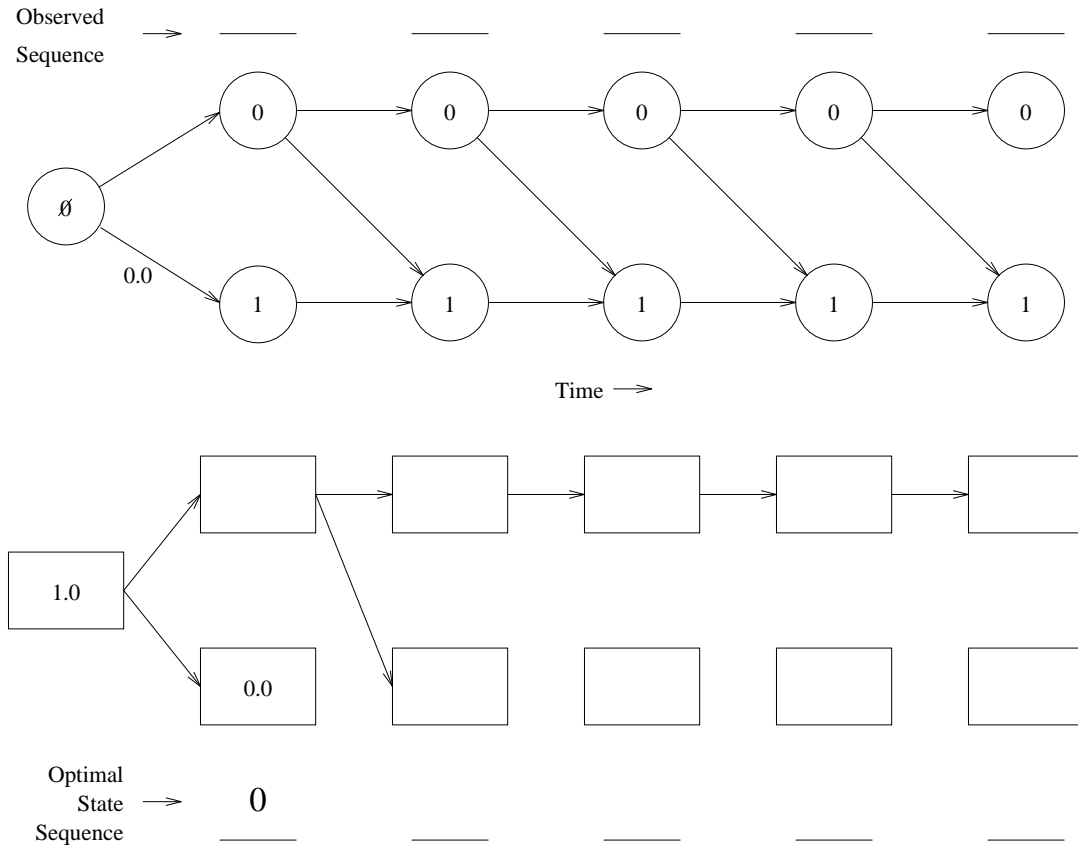 Observed
Sequence
0 0 0 0 0
Ø
0.0
1 1 1 1 1
Time
1.0
0.0
Optimal
State
Sequence
0